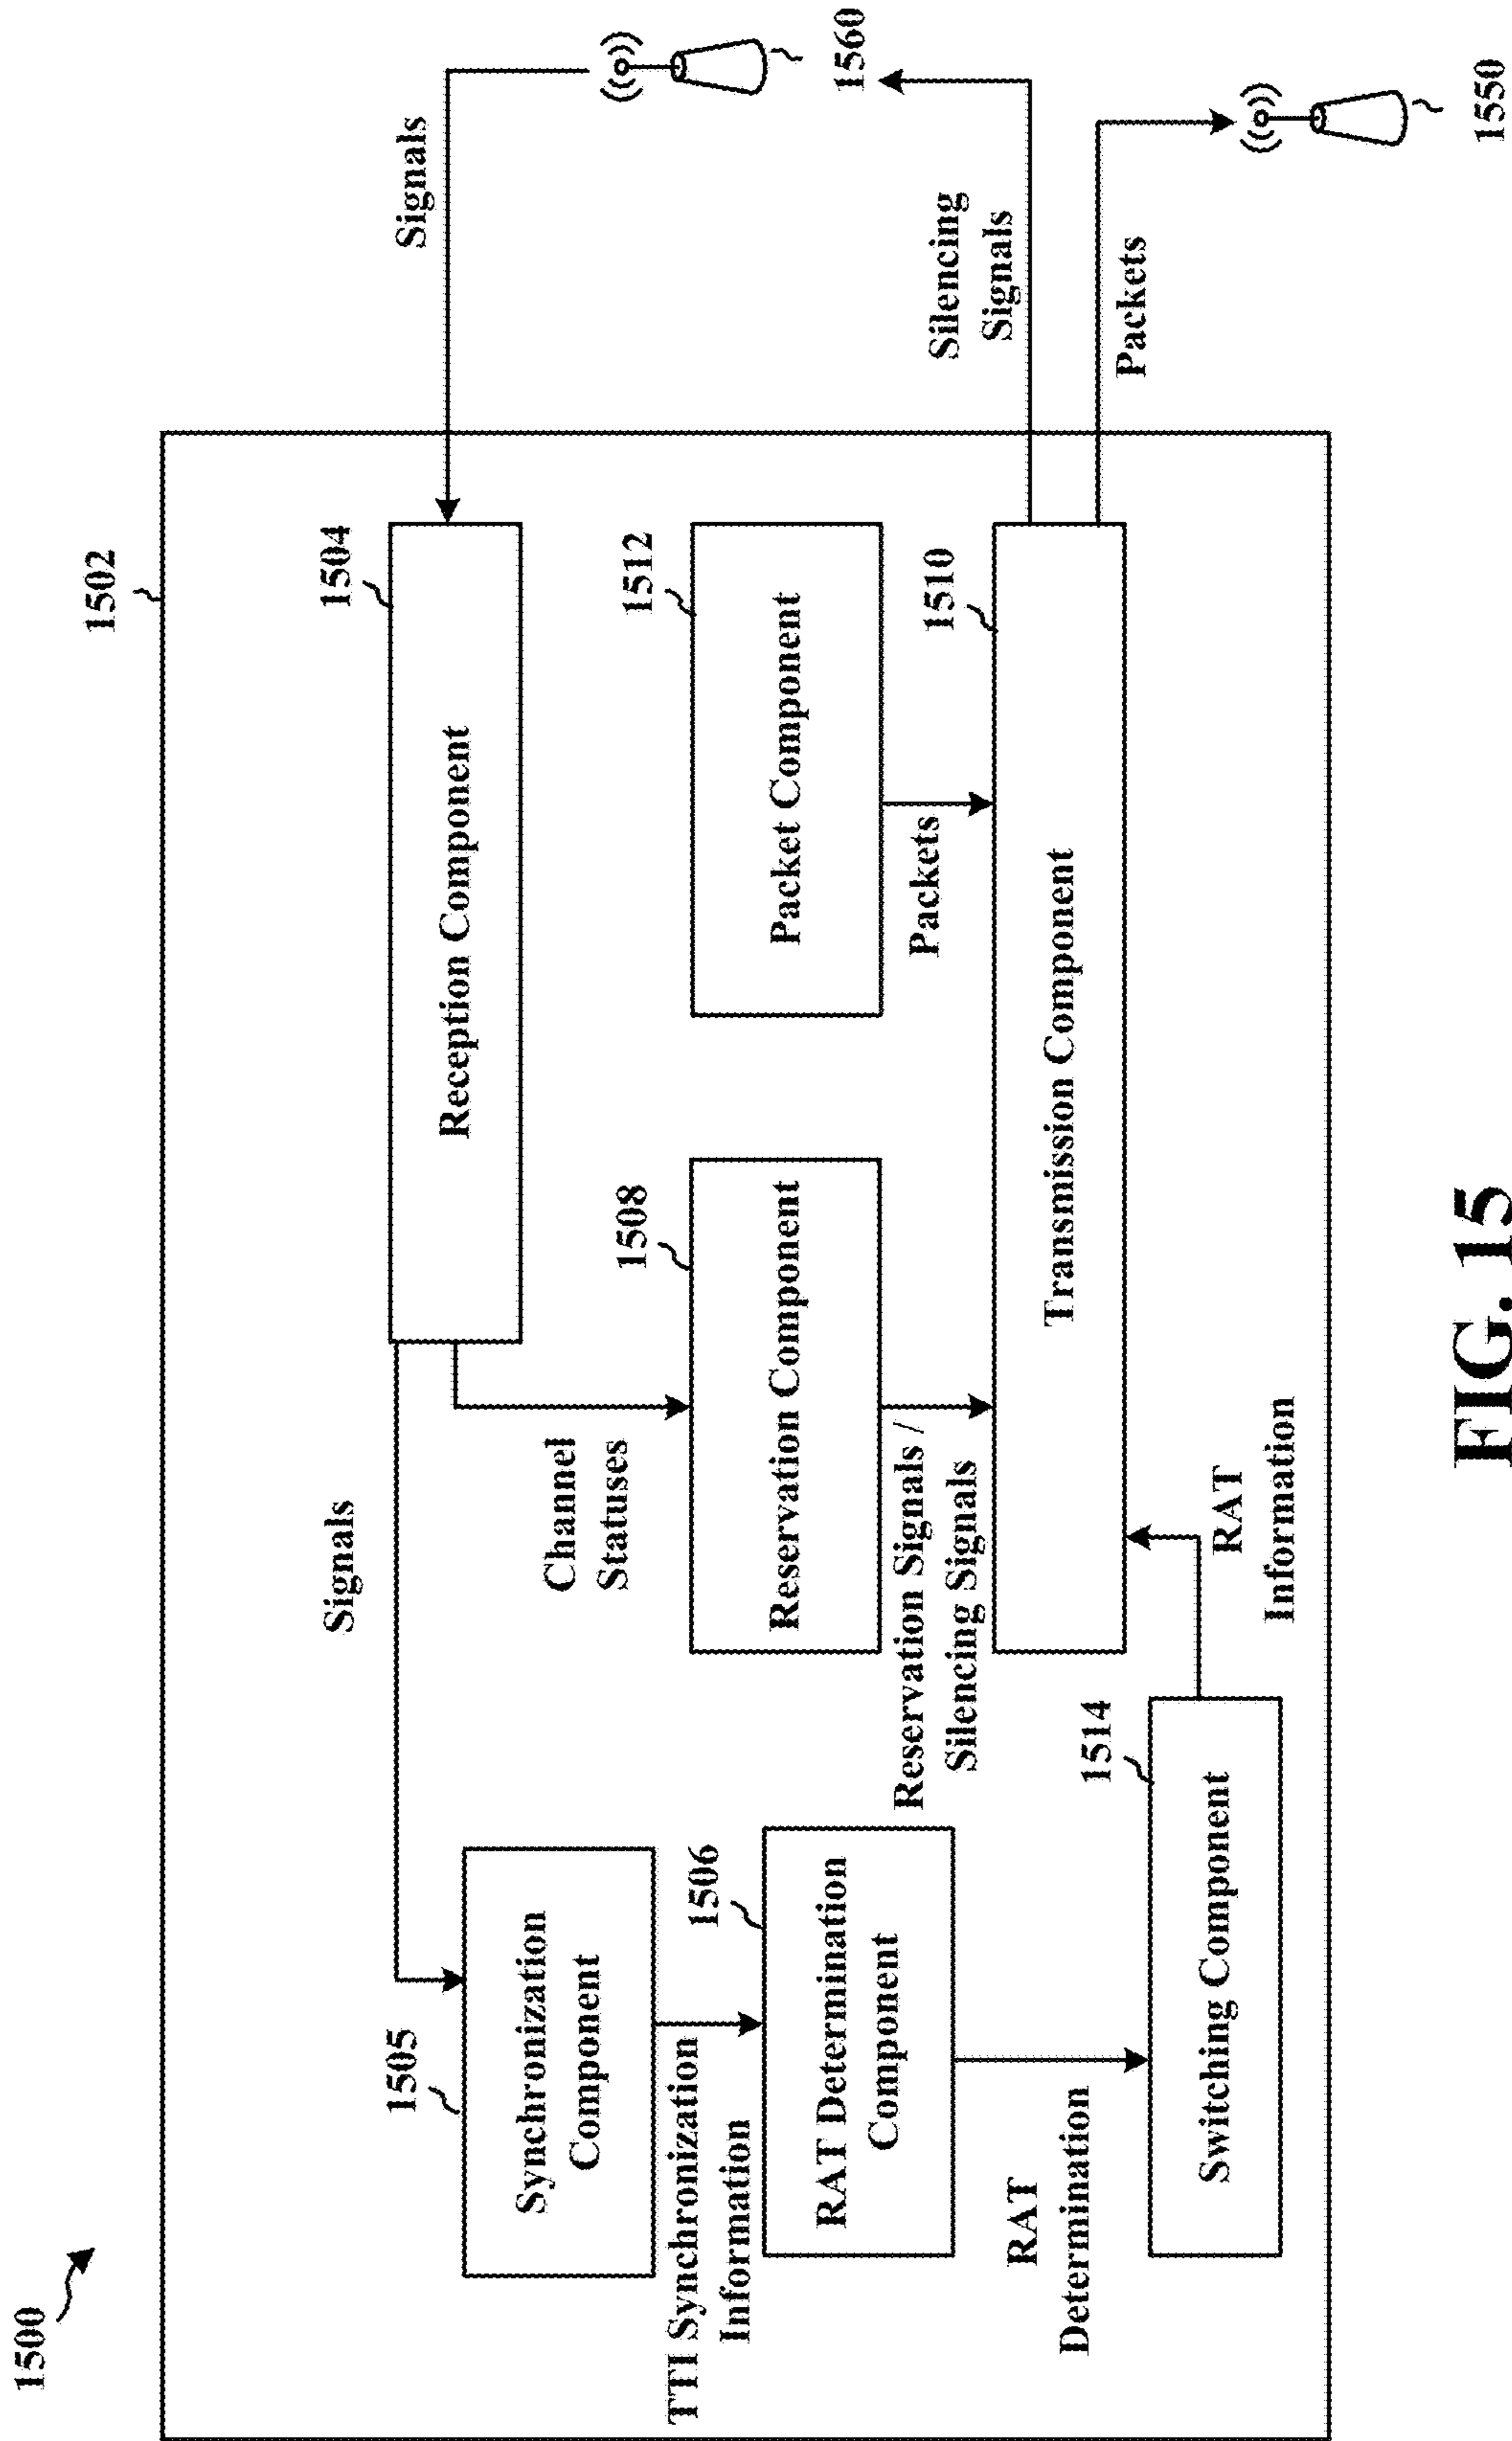 1500
1502
Signals
1560
1504
Reception Component
Signals
Channel
Statuses
1505
Synchronization
Component
1508
Reservation Component
1512
Packet Component
TTI Synchronization
Information
1506
RAT Determination
Component
Reservation Signals /
Silencing Signals
Packets
1510
Transmission Component
Silencing
Signals
Packets
1550
RAT
Determination
1514
Switching Component
RAT
Information
FIG. 15